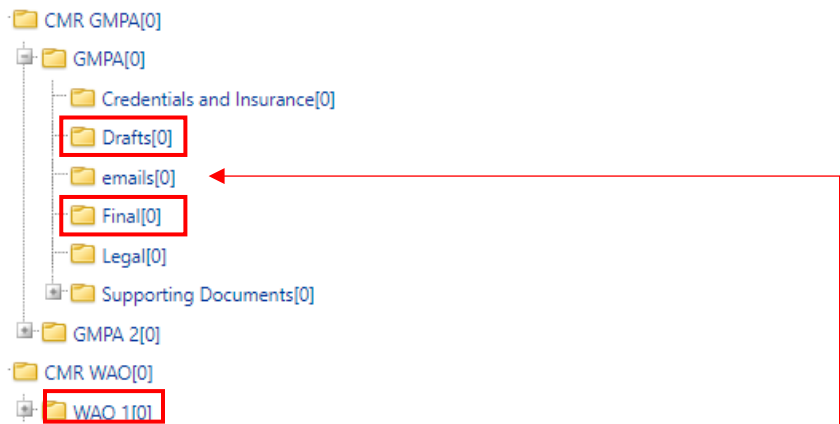 CMR GMPA[0]
GMPA[0]
Credentials and Insurance[0]
Drafts[0]
emails[0]
Final[0]
Legal[0]
Supporting Documents[0]
GMPA 2[0]
CMR WAO[0]
WAO 1[0]